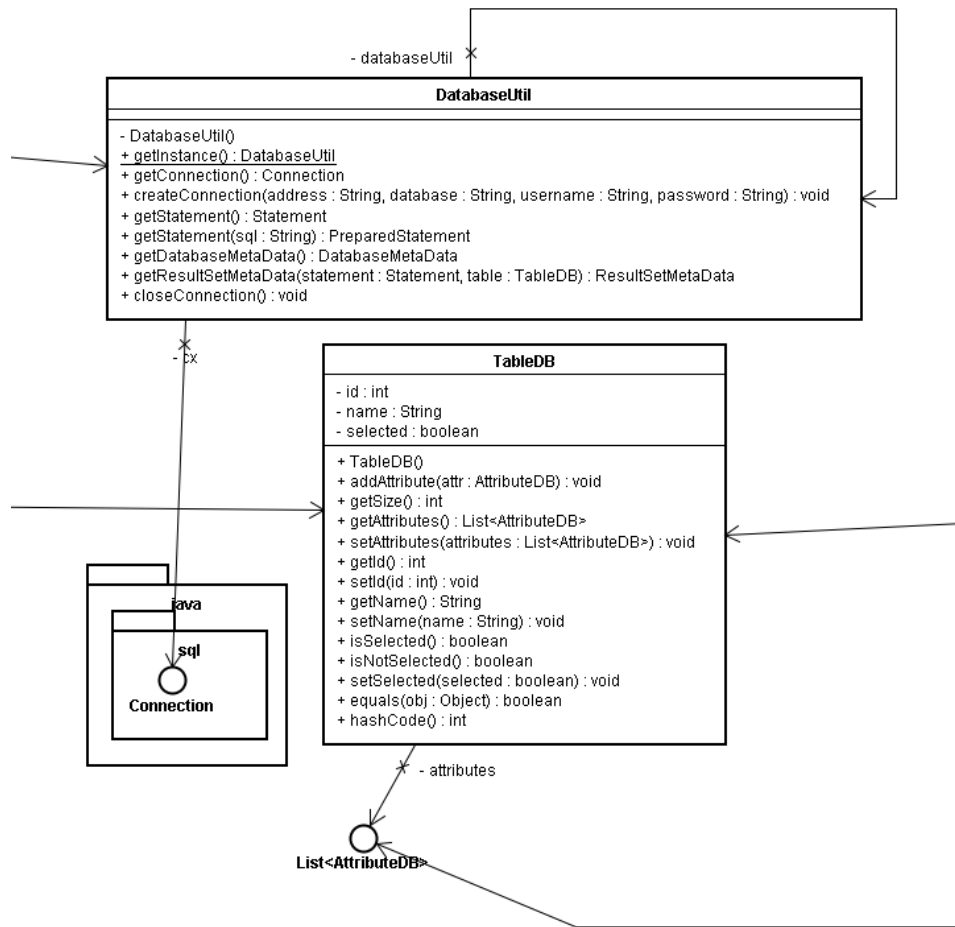 - databaseUtil
DatabaseUtil
- DatabaseUtil()
+ getInstance() : DatabaseUtil
+ getConnection() : Connection
+ createConnection(address : String, database : String, username : String, password : String) : void
+ getStatement() : Statement
+ getStatement(sql : String) : PreparedStatement
+ getDatabaseMetaData() : DatabaseMetaData
+ getResultSetMetaData(statement : Statement, table : TableDB) : ResultSetMetaData
+ closeConnection() : void
- cx
TableDB
- id : int
- name : String
- selected : boolean
+ TableDB()
+ addAttribute(attr : AttributeDB) : void
+ getSize() : int
+ getAttributes() : List<AttributeDB>
+ setAttributes(attributes : List<AttributeDB>) : void
+ getId() : int
+ setId(id : int) : void
+ getName() : String
+ setName(name : String) : void
+ isSelected() : boolean
+ isNotSelected() : boolean
+ setSelected(selected : boolean) : void
+ equals(obj : Object) : boolean
+ hashCode() : int
java
sql
Connection
- attributes
List<AttributeDB>